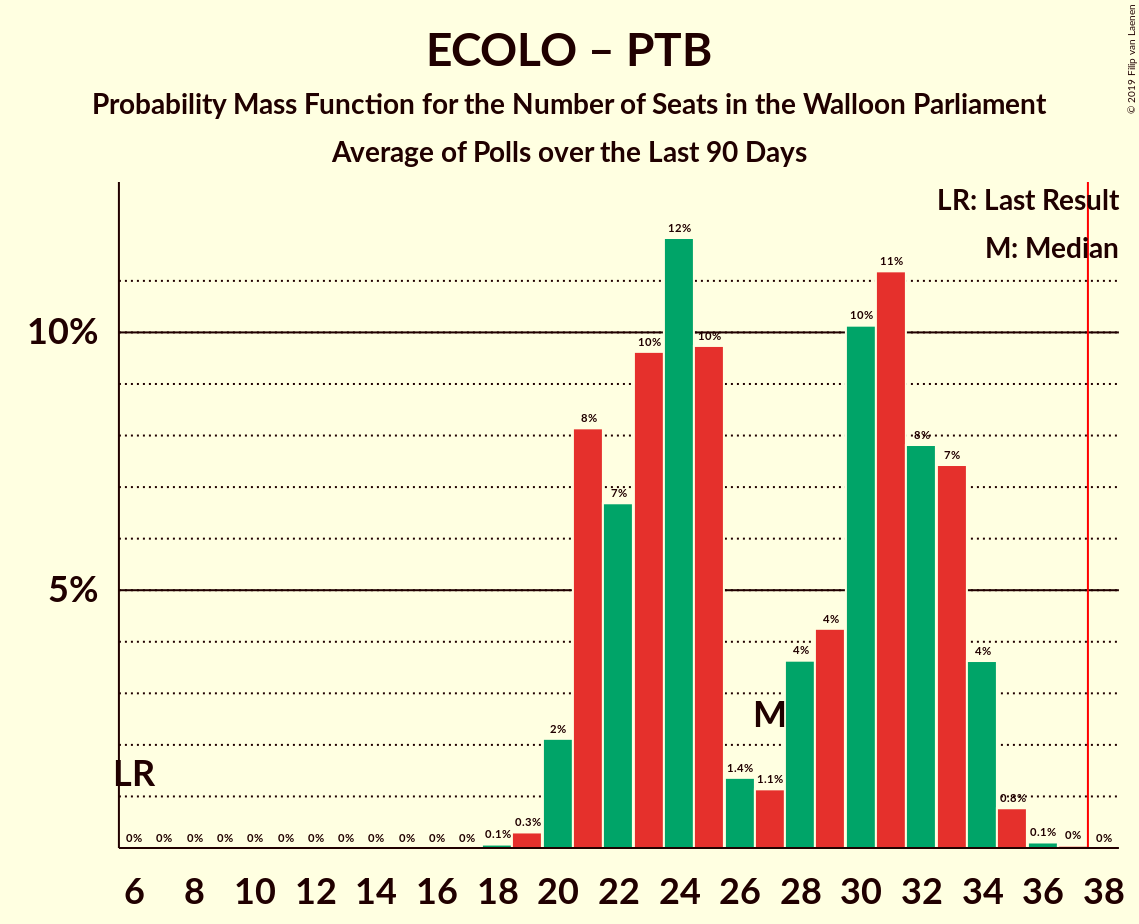 ECOLO – PTB
Probability Mass Function for the Number of Seats in the Walloon Parliament
Average of Polls over the Last 90 Days
© 2019 Filip van Laenen
LR: Last Result
M: Median
10%
5%
LR
M
0% 0% 0% 0% 0% 0% 0% 0% 0% 0% 0% 0% 0.1% 0.3% 2% 8% 7% 10% 12% 10% 1.4% 1.1% 4% 4% 10% 11% 8% 7% 4% 0.8% 0.1% 0% 0%
6 8 10 12 14 16 18 20 22 24 26 28 30 32 34 36 38